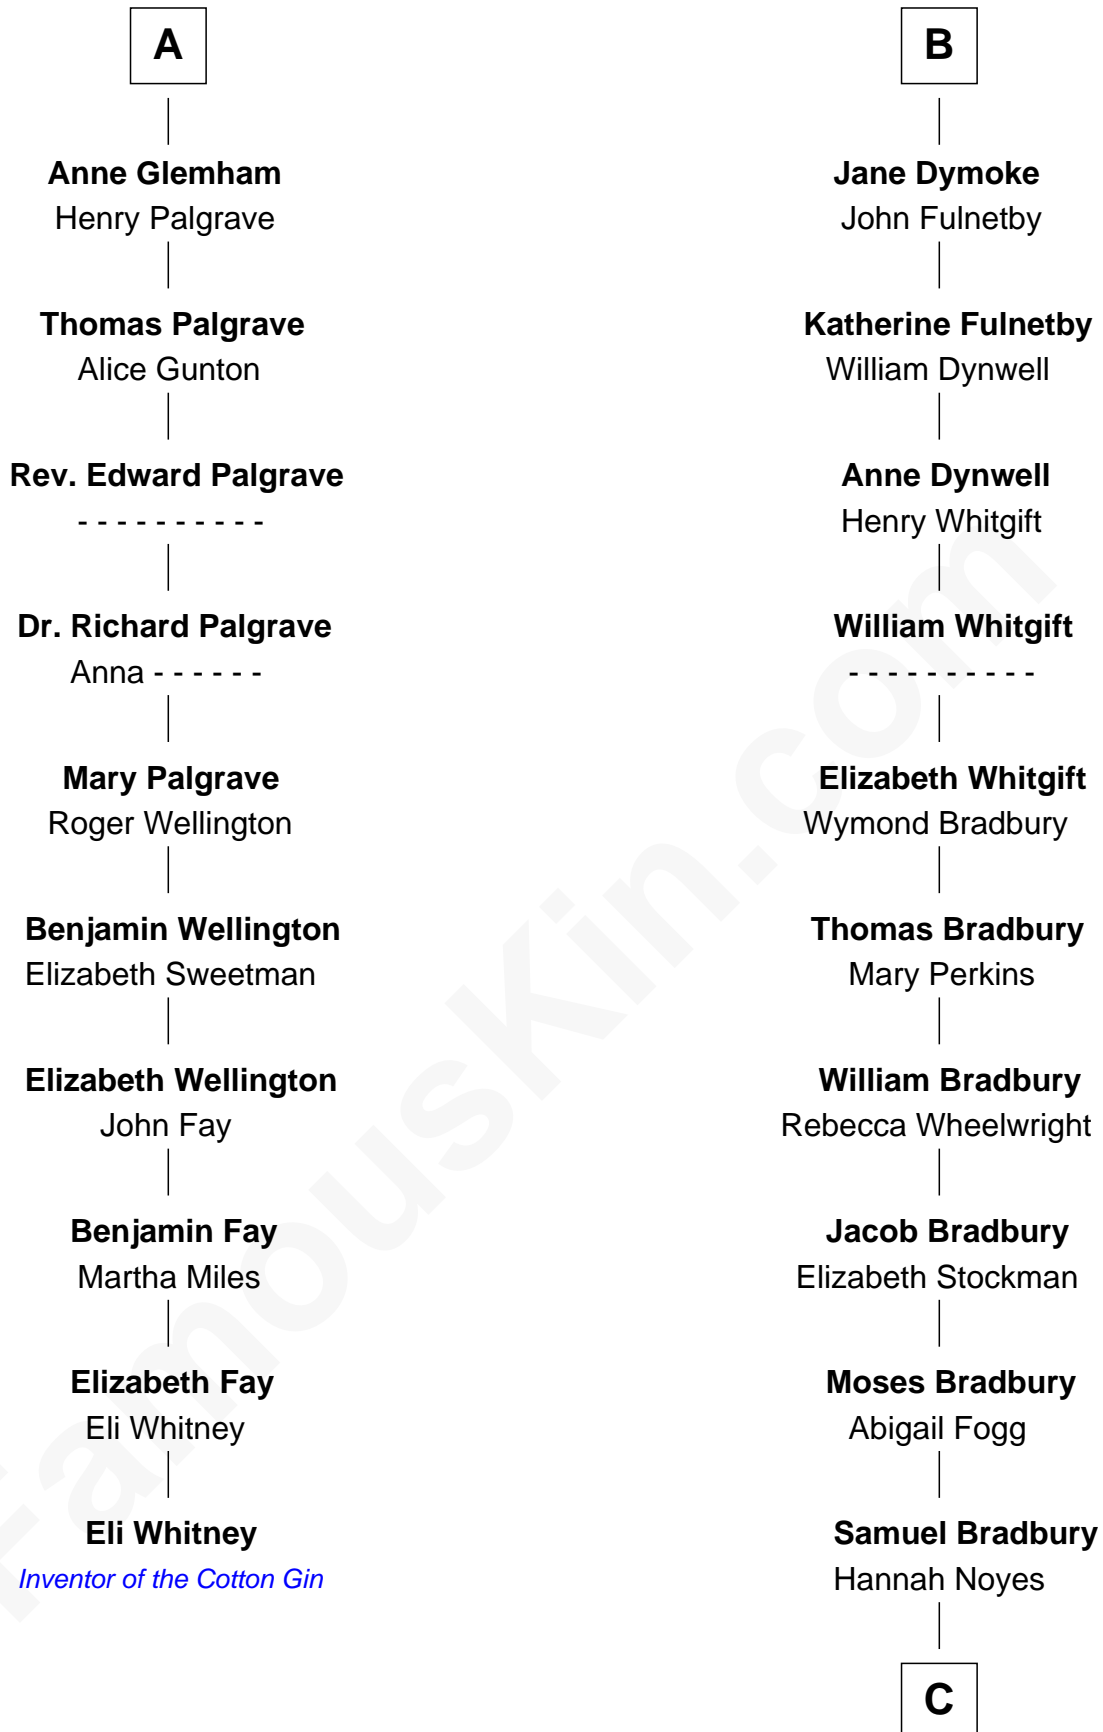 A
Anne Glemham
Henry Palgrave
Thomas Palgrave
Alice Gunton
Rev. Edward Palgrave
- - - - - - - - - -
Dr. Richard Palgrave
Anna - - - - - -
Mary Palgrave
Roger Wellington
Benjamin Wellington
Elizabeth Sweetman
Elizabeth Wellington
John Fay
Benjamin Fay
Martha Miles
Elizabeth Fay
Eli Whitney
Eli Whitney
Inventor of the Cotton Gin
B
Jane Dymoke
John Fulnetby
Katherine Fulnetby
William Dynwell
Anne Dynwell
Henry Whitgift
William Whitgift
- - - - - - - - - -
Elizabeth Whitgift
Wymond Bradbury
Thomas Bradbury
Mary Perkins
William Bradbury
Rebecca Wheelwright
Jacob Bradbury
Elizabeth Stockman
Moses Bradbury
Abigail Fogg
Samuel Bradbury
Hannah Noyes
C
FamousKin.com